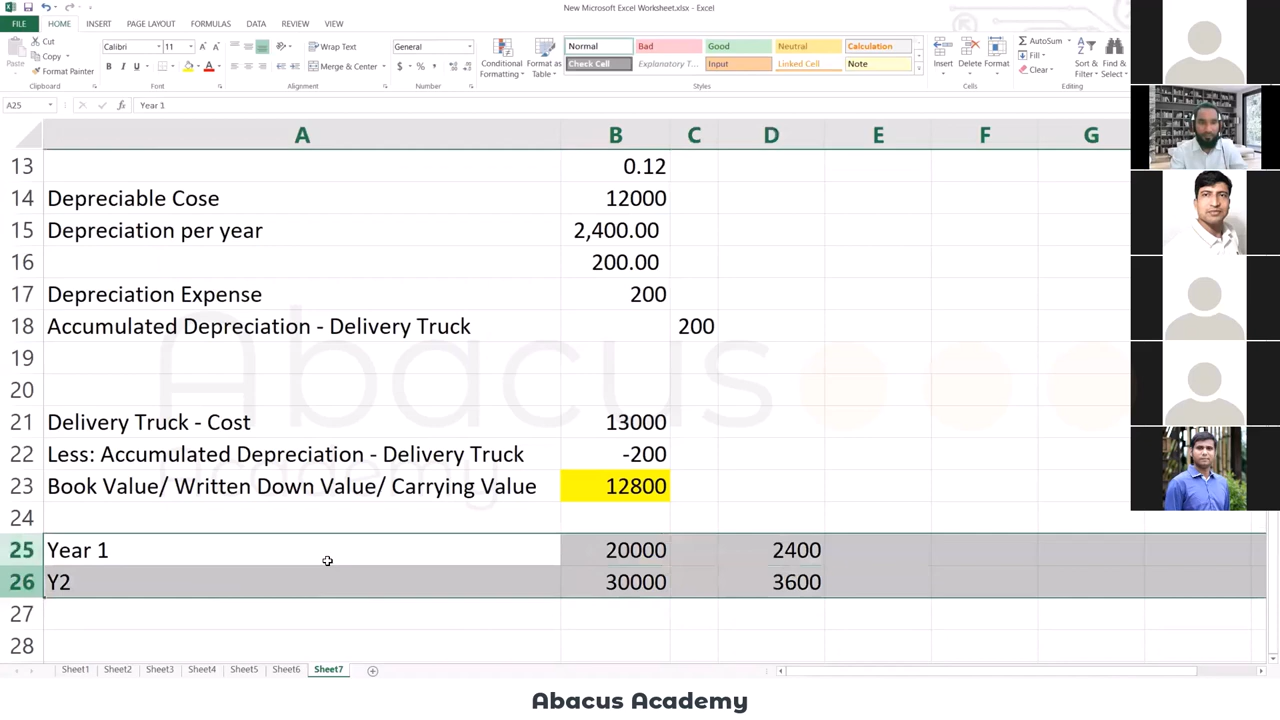 New Microsoft Excel Worksheet.xlsx - Excel
FILE HOME INSERT PAGE LAYOUT FORMULAS DATA REVIEW VIEW
Cut
Copy
Format Painter
Paste
Clipboard
Calibri 11
B I U
Font
Wrap Text
Merge & Center
Alignment
General
$ % ,
Number
Conditional Formatting
Format as Table
Normal Bad Good Neutral Calculation
Check Cell Explanatory T... Input Linked Cell Note
Styles
Insert Delete Format
Cells
AutoSum
Fill
Clear
Sort & Filter
Find & Select
Editing
A25 fx Year 1
A B C D E F G
13 0.12
14 Depreciable Cose 12000
15 Depreciation per year 2,400.00
16 200.00
17 Depreciation Expense 200
18 Accumulated Depreciation - Delivery Truck 200
19
20
21 Delivery Truck - Cost 13000
22 Less: Accumulated Depreciation - Delivery Truck -200
23 Book Value/ Written Down Value/ Carrying Value 12800
24
25 Year 1 20000 2400
26 Y2 30000 3600
27
28
Abacus
Academy
Sheet1 Sheet2 Sheet3 Sheet4 Sheet5 Sheet6 Sheet7
Abacus Academy